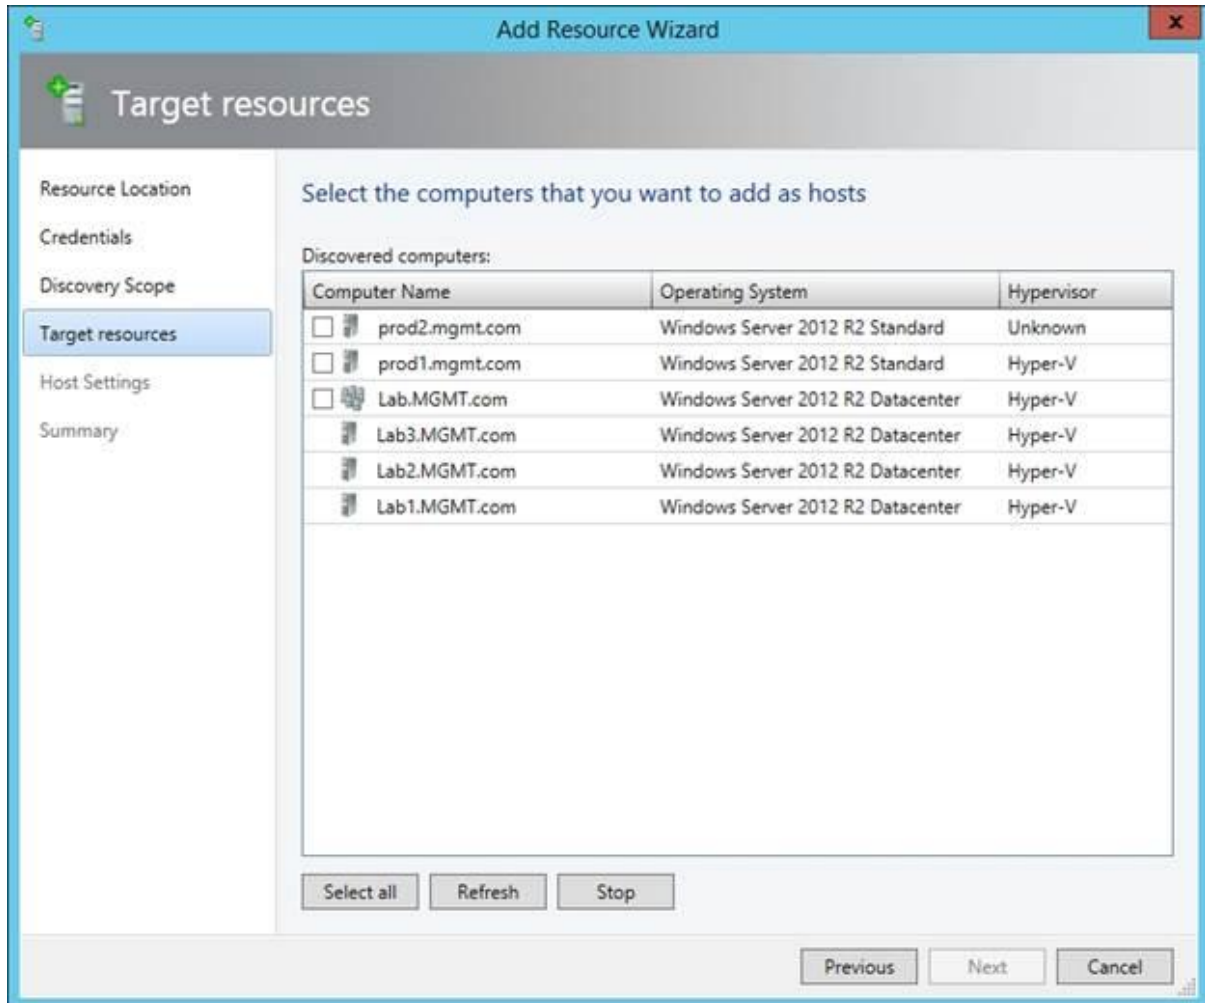 Add Resource Wizard
x
Target resources
Resource Location
Credentials
Discovery Scope
Target resources
Host Settings
Summary
Select the computers that you want to add as hosts
Discovered computers:
Computer Name Operating System Hypervisor
prod2.mgmt.com Windows Server 2012 R2 Standard Unknown
prod1.mgmt.com Windows Server 2012 R2 Standard Hyper-V
Lab.MGMT.com Windows Server 2012 R2 Datacenter Hyper-V
Lab3.MGMT.com Windows Server 2012 R2 Datacenter Hyper-V
Lab2.MGMT.com Windows Server 2012 R2 Datacenter Hyper-V
Lab1.MGMT.com Windows Server 2012 R2 Datacenter Hyper-V
Select all Refresh Stop
Previous Next Cancel